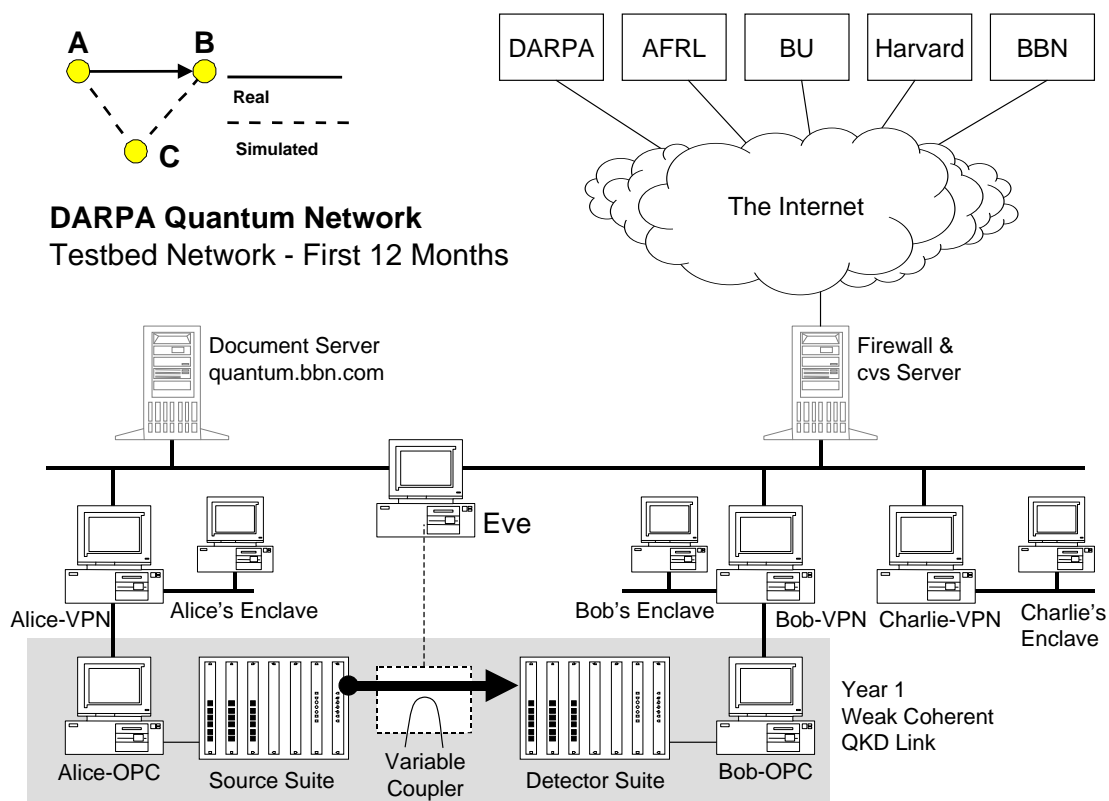 A
B
Real
Simulated
C
DARPA
AFRL
BU
Harvard
BBN
The Internet
DARPA Quantum Network
Testbed Network - First 12 Months
Document Server
quantum.bbn.com
Firewall &
cvs Server
Eve
Alice-VPN
Alice's Enclave
Bob's Enclave
Bob-VPN
Charlie-VPN
Charlie's
Enclave
Alice-OPC
Source Suite
Variable
Coupler
Detector Suite
Bob-OPC
Year 1
Weak Coherent
QKD Link